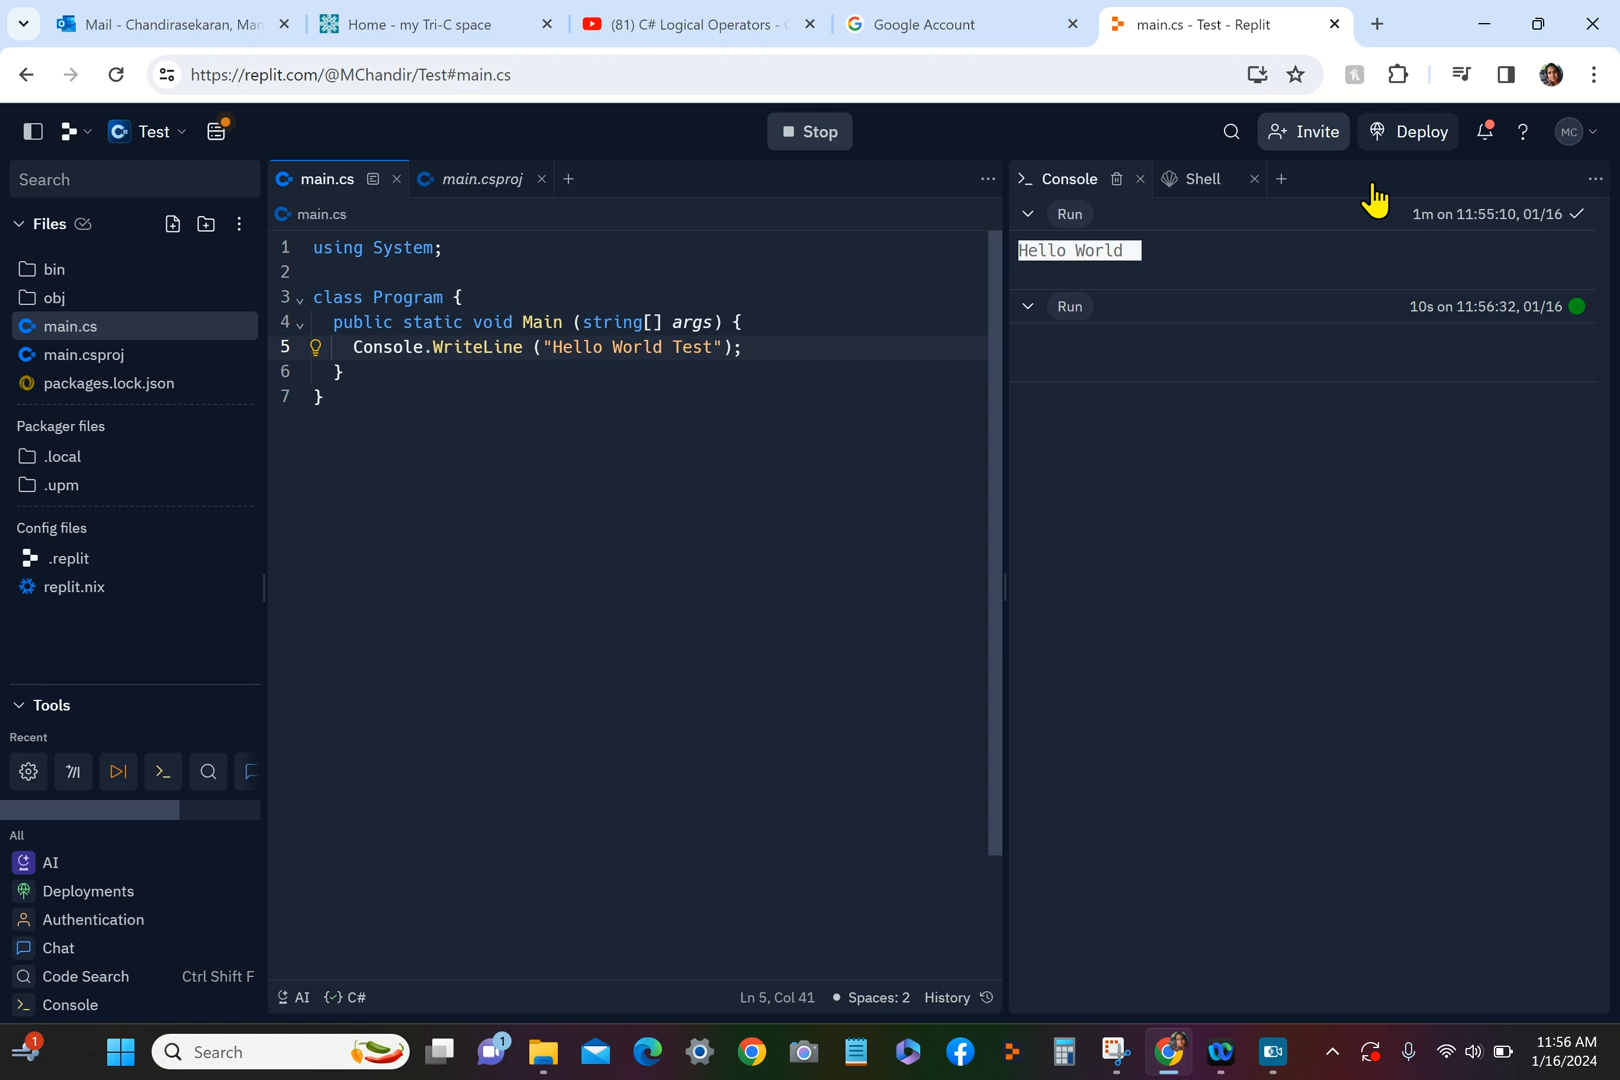 Mail - Chandirasekaran, Man
Home - my Tri-C space
(81) C# Logical Operators -
Google Account
main.cs - Test - Replit
https://replit.com/@MChandir/Test#main.cs
Test
Stop
Invite
Deploy
MC
Search
main.cs
main.csproj
Console
Shell
Files
main.cs
Run
1m on 11:55:10, 01/16
1 using System;
Hello World
2
bin
3 class Program {
obj
4 public static void Main (string[] args) {
Run
10s on 11:56:32, 01/16
main.cs
5 Console.WriteLine ("Hello World Test");
main.csproj
6 }
packages.lock.json
7 }
Packager files
.local
.upm
Config files
.replit
replit.nix
Tools
Recent
All
AI
Deployments
Authentication
Chat
Code Search Ctrl Shift F
Console
AI
C#
Ln 5, Col 41
Spaces: 2
History
1
Search
1
11:56 AM
1/16/2024